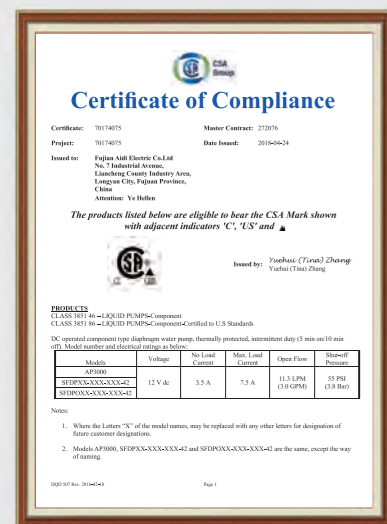 CSA
Group
Certificate of Compliance
Certificate: 70174075 Master Contract: 272076
Project: 70174075 Date Issued: 2018-04-24
Issued to: Fujian Aidi Electric Co.Ltd
No. 7 Industrial Avenue,
Liancheng County Industry Area,
Longyan City, Fujuan Province,
China
Attention: Ye Hellen
The products listed below are eligible to bear the CSA Mark shown
with adjacent indicators 'C', 'US' and
Issued by: Yuehui (Tina) Zhang
Yuehui (Tina) Zhang
PRODUCTS
CLASS 3851 46 – LIQUID PUMPS-Component
CLASS 3851 86 – LIQUID PUMPS-Component-Certified to U.S Standards
DC operated component type diaphragm water pump, thermally protected, intermittent duty (5 min on/10 min
off). Model number and electrical ratings as below:
Models Voltage No Load Current Max. Load Current Open Flow Shut-off Pressure
AP3000
SFDPXX-XXX-XXX-42 12 V dc 3.5 A 7.5 A 11.3 LPM (3.0 GPM) 55 PSI (3.8 Bar)
SFDPOXX-XXX-XXX-42
Notes:
1. Where the Letters "X" of the model names, may be replaced with any other letters for designation of
future customer designations.
2. Models AP3000, SFDPXX-XXX-XXX-42 and SFDPOXX-XXX-XXX-42 are the same, except the way
of naming.
DQD 507 Rev. 2016-02-18 Page 1